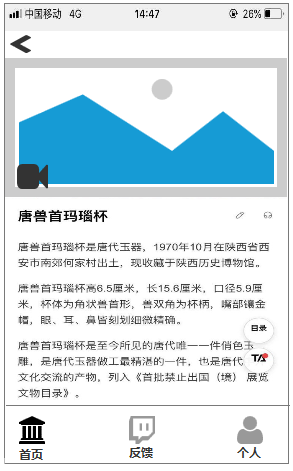 中国移动 4G 14:47 26%
唐兽首玛瑙杯
唐兽首玛瑙杯是唐代玉器，1970年10月在陕西省西
安市南郊何家村出土，现收藏于陕西历史博物馆。
唐兽首玛瑙杯高6.5厘米，长15.6厘米，口径5.9厘
米，杯体为角状兽首形，兽双角为杯柄，嘴部镶金
帽，眼、耳、鼻皆刻划细微精确。
目录
唐兽首玛瑙杯是至今所见的唐代唯一一件俏色玉
雕，是唐代玉器做工最精湛的一件，也是唐代
TA
文化交流的产物，列入《首批禁止出国（境）展览
文物目录》。
首页 反馈 个人